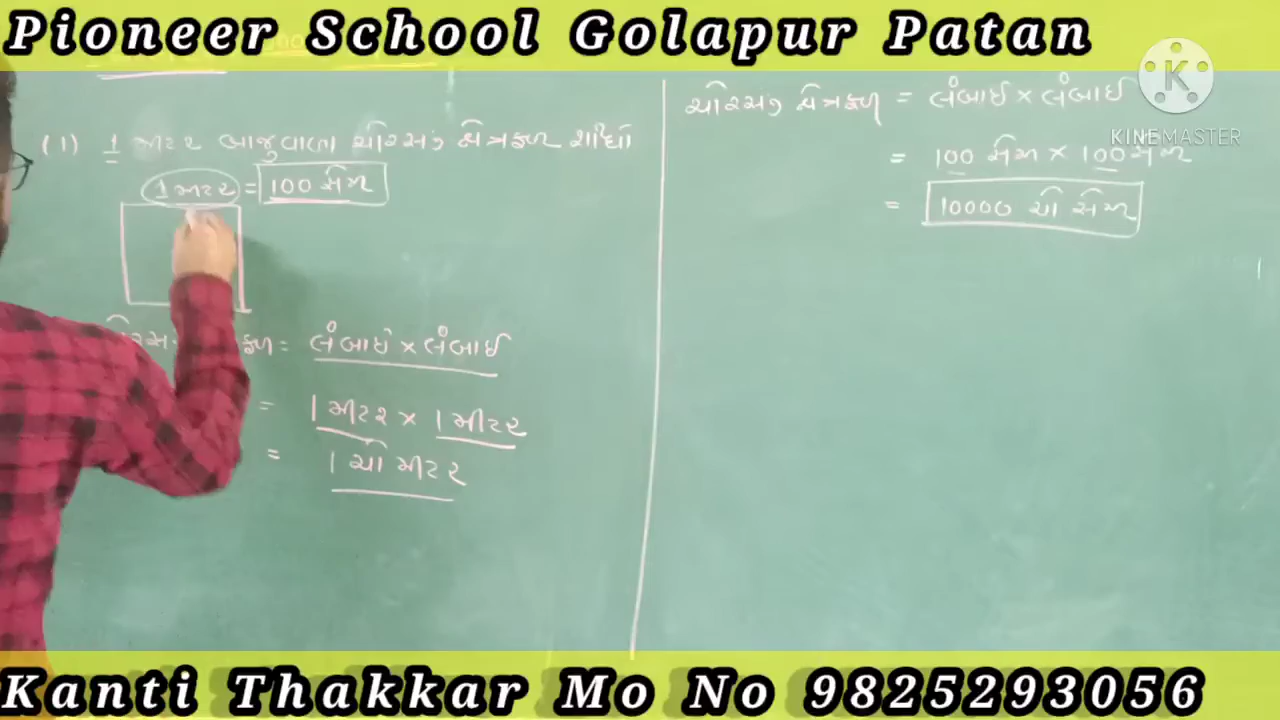 Pioneer School Golapur Patan
KINEMASTER
(1) 1 મીટર બાજુવાળા ચોરસનું ક્ષેત્રફળ શોધો
1 મીટર = 100 સેમી
ક્ષેત્રફળ = લંબાઈ × લંબાઈ
= 1 મીટર × 1 મીટર
= 1 ચો મીટર
ચોરસનું ક્ષેત્રફળ = લંબાઈ × લંબાઈ
= 100 સેમી × 100 સેમી
= 10000 ચો સેમી
Kanti Thakkar Mo No 9825293056